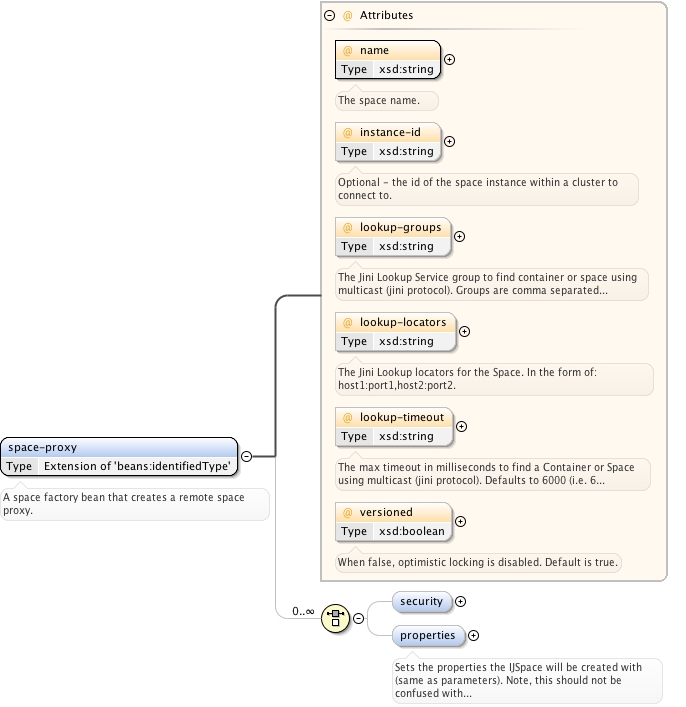 @ Attributes
@ name
Type xsd:string
The space name.
@ instance-id
Type xsd:string
Optional – the id of the space instance within a cluster to
connect to.
@ lookup-groups
Type xsd:string
The Jini Lookup Service group to find container or space using
multicast (jini protocol). Groups are comma separated...
@ lookup-locators
Type xsd:string
The Jini Lookup locators for the Space. In the form of:
host1:port1,host2:port2.
@ lookup-timeout
Type xsd:string
The max timeout in milliseconds to find a Container or Space
using multicast (jini protocol). Defaults to 6000 (i.e. 6...
@ versioned
Type xsd:boolean
When false, optimistic locking is disabled. Default is true.
space-proxy
Type Extension of 'beans:identifiedType'
A space factory bean that creates a remote space
proxy.
0..∞
security
properties
Sets the properties the IJSpace will be created with
(same as parameters). Note, this should not be
confused with...